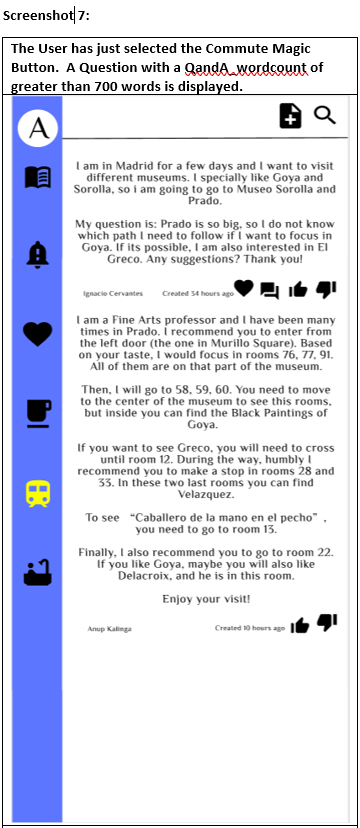 Screenshot 7:
The User has just selected the Commute Magic
Button.  A Question with a QandA_wordcount of
greater than 700 words is displayed.
A
I am in Madrid for a few days and I want to visit
different museums. I specially like Goya and
Sorolla, so i am going to go to Museo Sorolla and
Prado.
My question is: Prado is so big, so I do not know
which path I need to follow if I want to focus in
Goya. If its possible, I am also interested in El
Greco. Any suggestions? Thank you!
Ignacio Cervantes Created 34 hours ago
I am a Fine Arts professor and I have been many
times in Prado. I recommend you to enter from
the left door (the one in Murillo Square). Based
on your taste, I would focus in rooms 76, 77, 91.
All of them are on that part of the museum.
Then, I will go to 58, 59, 60. You need to move
to the center of the museum to see this rooms,
but inside you can find the Black Paintings of
Goya.
If you want to see Greco, you will need to cross
until room 12. During the way, humbly I
recommend you to make a stop in rooms 28 and
33. In these two last rooms you can find
Velazquez.
To see “Caballero de la mano en el pecho” ,
you need to go to room 13.
Finally, I also recommend you to go to room 22.
If you like Goya, maybe you will also like
Delacroix, and he is in this room.
Enjoy your visit!
Anup Kalinga Created 10 hours ago